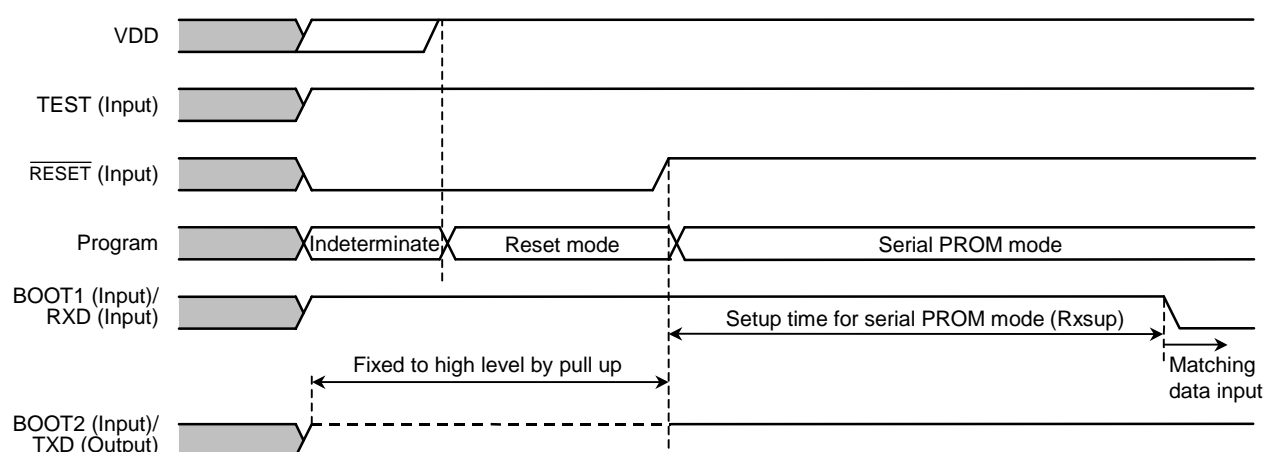 VDD
TEST (Input)
RESET (Input)
Program
Indeterminate
Reset mode
Serial PROM mode
BOOT1 (Input)/
RXD (Input)
Setup time for serial PROM mode (Rxsup)
Fixed to high level by pull up
Matching
data input
BOOT2 (Input)/
TXD (Output)